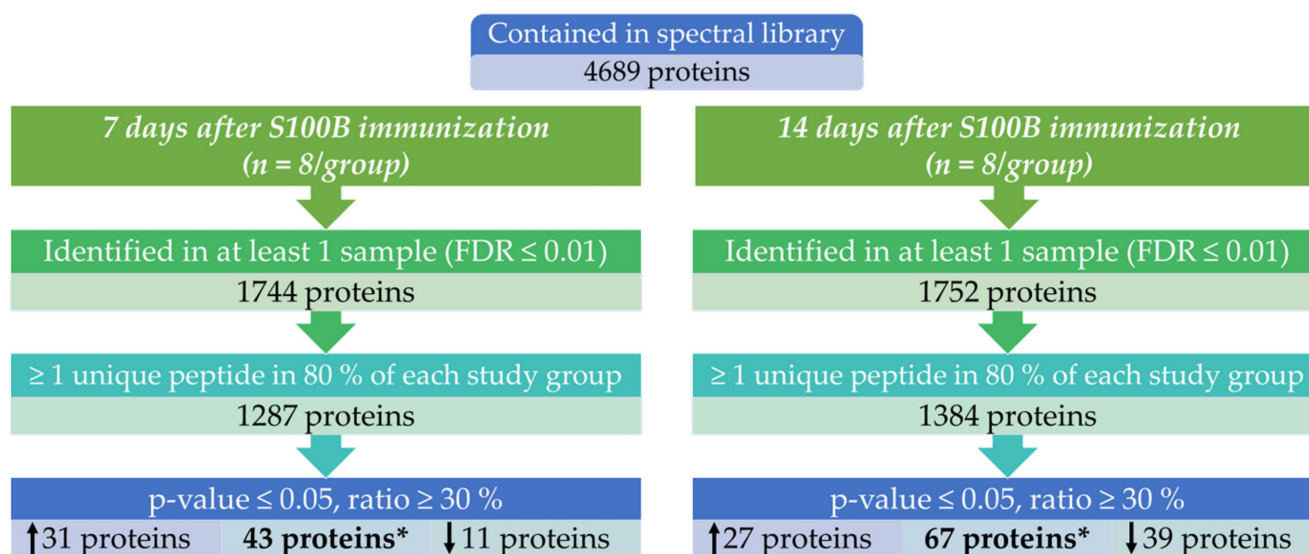 Contained in spectral library
4689 proteins
7 days after S100B immunization
(n = 8/group)
Identified in at least 1 sample (FDR ≤ 0.01)
1744 proteins
≥ 1 unique peptide in 80 % of each study group
1287 proteins
p-value ≤ 0.05, ratio ≥ 30 %
↑31 proteins 43 proteins* ↓11 proteins
14 days after S100B immunization
(n = 8/group)
Identified in at least 1 sample (FDR ≤ 0.01)
1752 proteins
≥ 1 unique peptide in 80 % of each study group
1384 proteins
p-value ≤ 0.05, ratio ≥ 30 %
↑27 proteins 67 proteins* ↓39 proteins